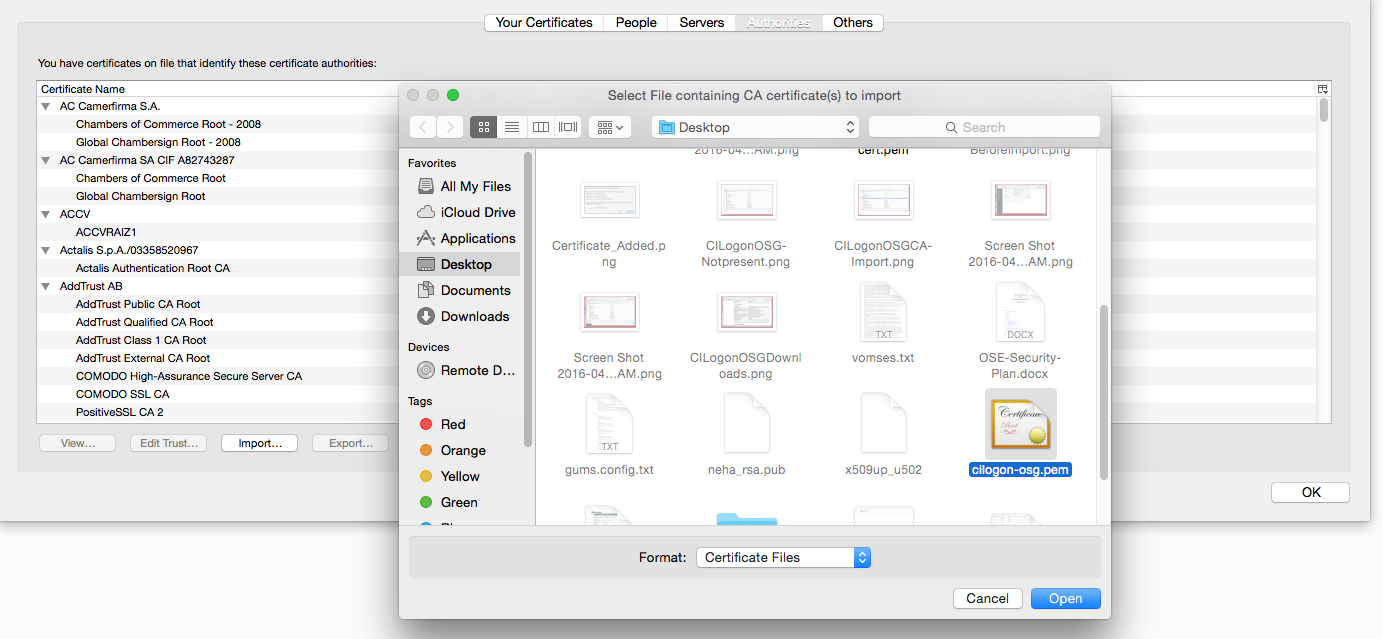 Your Certificates People Servers Authorities Others
You have certificates on file that identify these certificate authorities:
Certificate Name
AC Camerfirma S.A.
Chambers of Commerce Root - 2008
Global Chambersign Root - 2008
AC Camerfirma SA CIF A82743287
Chambers of Commerce Root
Global Chambersign Root
ACCV
ACCVRAIZ1
Actalis S.p.A./03358520967
Actalis Authentication Root CA
AddTrust AB
AddTrust Public CA Root
AddTrust Qualified CA Root
AddTrust Class 1 CA Root
AddTrust External CA Root
COMODO High-Assurance Secure Server CA
COMODO SSL CA
PositiveSSL CA 2
View... Edit Trust... Import... Export...
OK
Select File containing CA certificate(s) to import
Desktop
Search
Favorites
All My Files
iCloud Drive
Applications
Desktop
Documents
Downloads
Devices
Remote D...
Tags
Red
Orange
Yellow
Green
2016-04...AM.png cert.pem BeforeImport.png
Certificate_Added.p
ng
CILogonOSG-
Notpresent.png
CILogonOSGCA-
Import.png
Screen Shot
2016-04...AM.png
Screen Shot
2016-04...AM.png
CILogonOSGDownl
oads.png
TXT
vomses.txt
DOCX
OSE-Security-
Plan.docx
TXT
gums.config.txt
neha_rsa.pub
x509up_u502
Certificate
Root
cilogon-osg.pem
Format: Certificate Files
Cancel Open